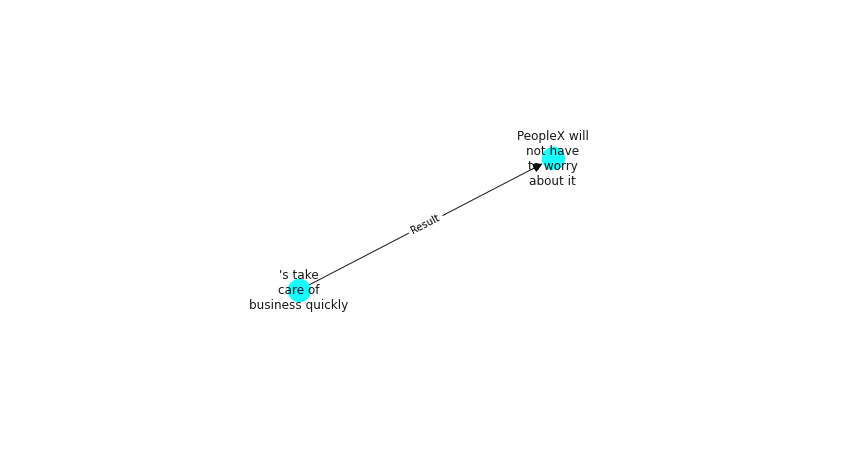 PeopleX will
not have
to worry
about it
Result
's take
care of
business quickly